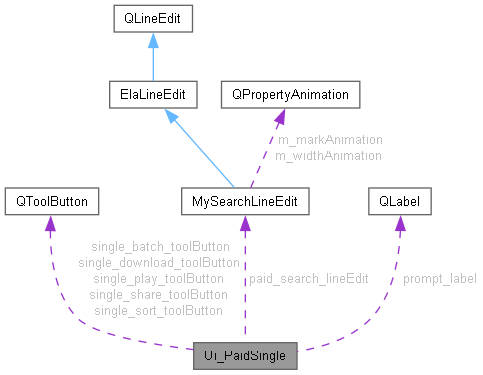 QLineEdit
ElaLineEdit
QPropertyAnimation
m_markAnimation
m_widthAnimation
QToolButton
MySearchLineEdit
QLabel
single_batch_toolButton
single_download_toolButton
single_play_toolButton
single_share_toolButton
single_sort_toolButton
paid_search_lineEdit
prompt_label
Ui_PaidSingle